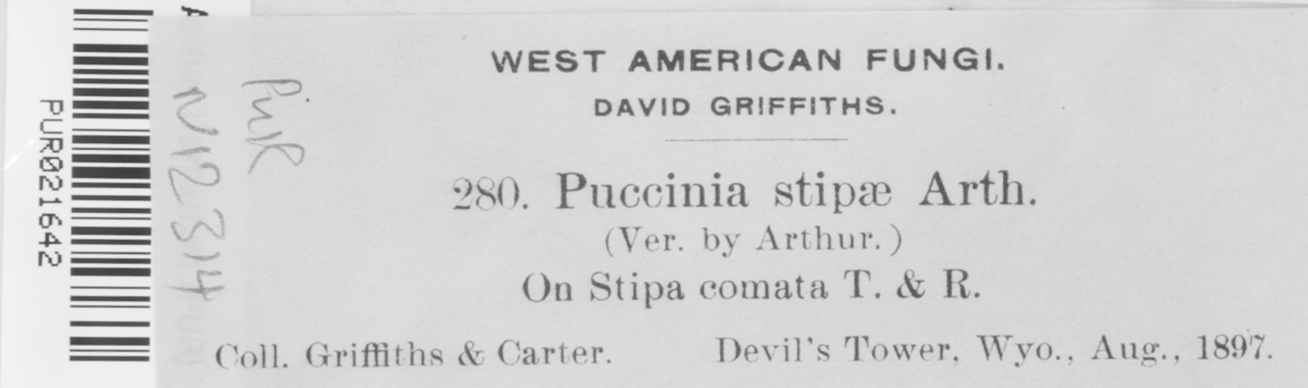 WEST AMERICAN FUNGI.
DAVID GRIFFITHS.
280. Puccinia stipæ Arth.
(Ver. by Arthur.)
On Stipa comata T. & R.
Coll. Griffiths & Carter. Devil's Tower, Wyo., Aug., 1897.
PUR021642
PUR
N12314